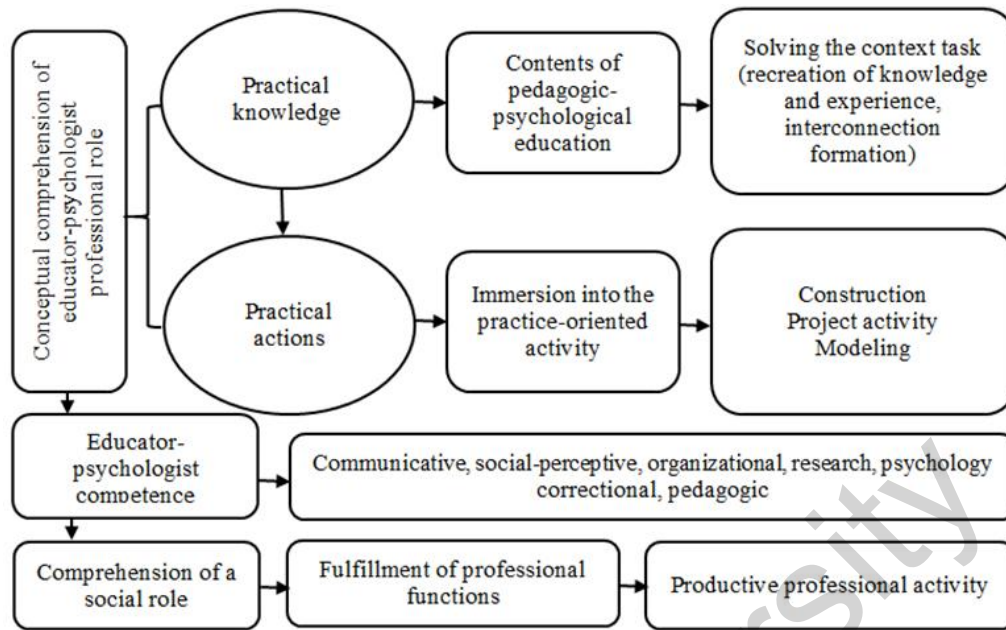 Conceptual comprehension of
educator-psychologist
professional role
Practical
knowledge
Contents of
pedagogic-
psychological
education
Solving the context task
(recreation of knowledge
and experience,
interconnection
formation)
Practical
actions
Immersion into the
practice-oriented
activity
Construction
Project activity
Modeling
Educator-
psychologist
competence
Communicative, social-perceptive, organizational, research, psychology
correctional, pedagogic
Comprehension of a
social role
Fulfillment of professional
functions
Productive professional activity